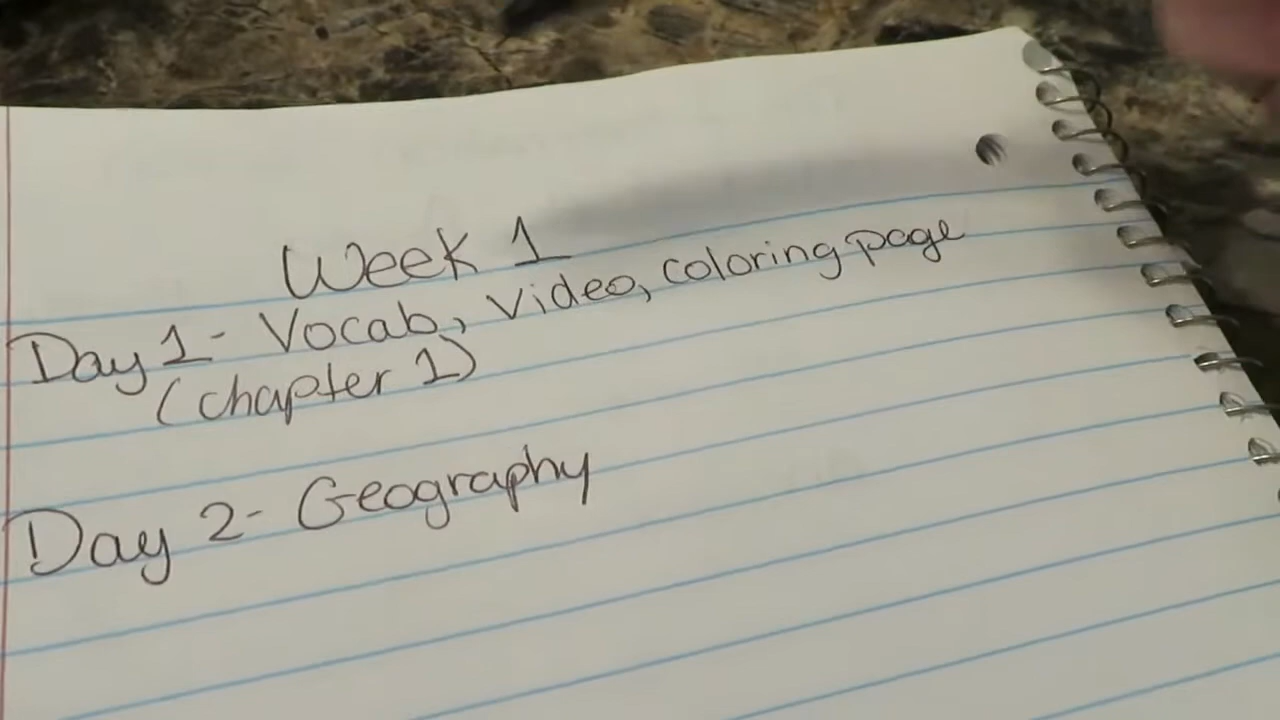 Week 1
Day 1- Vocab, Video, coloring page
(chapter 1)
Day 2- Geography